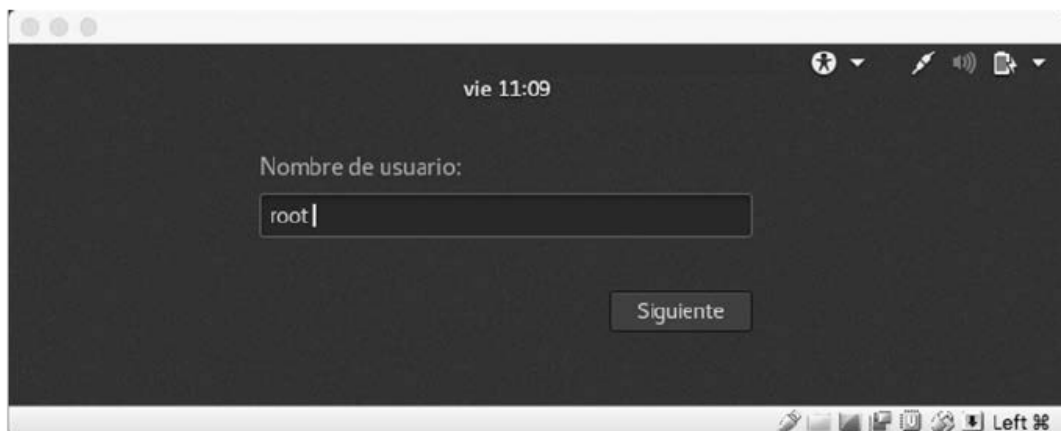 vie 11:09
Nombre de usuario:
root
Siguiente
Left ⌘